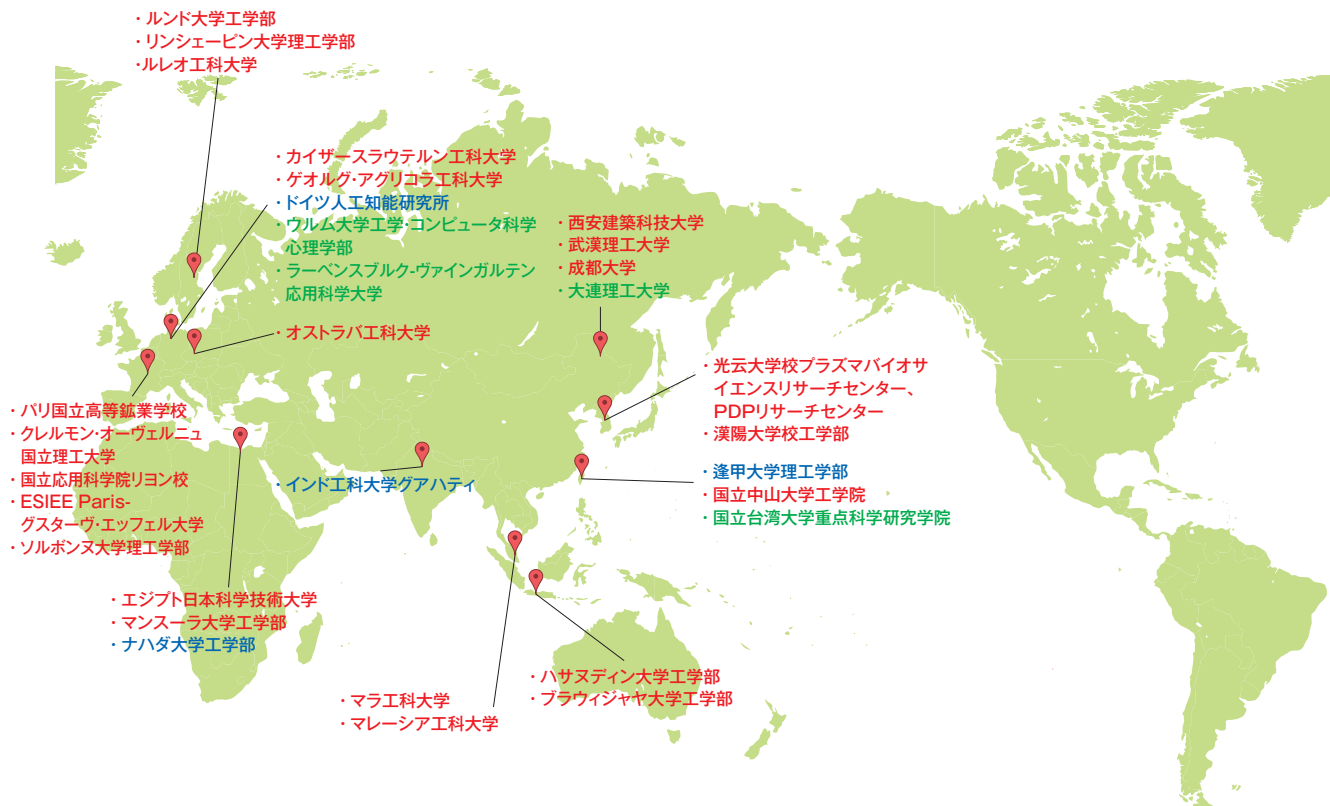 ・ルンド大学工学部
・リンシェーピン大学理工学部
・ルレオ工科大学
・カイザースラウテルン工科大学
・ゲオルグ・アグリコラ工科大学
・ドイツ人工知能研究所
・ウルム大学工学・コンピュータ科学
心理学部
・ラーベンスブルク-ヴァインガルテン
応用科学大学
・西安建築科技大学
・武漢理工大学
・成都大学
・大連理工大学
・オストラバ工科大学
・光云大学校プラズマバイオサ
イエンスリサーチセンター、
PDPリサーチセンター
・漢陽大学校工学部
・パリ国立高等鉱業学校
・クレルモン・オーヴェルニュ
国立理工大学
・国立応用科学院リヨン校
・ESIEE Paris-
グスターヴ・エッフェル大学
・ソルボンヌ大学理工学部
・インド工科大学グアハティ
・逢甲大学理工学部
・国立中山大学工学院
・国立台湾大学重点科学研究学院
・エジプト日本科学技術大学
・マンスーラ大学工学部
・ナハダ大学工学部
・ハサヌディン大学工学部
・ブラウィジャヤ大学工学部
・マラ工科大学
・マレーシア工科大学